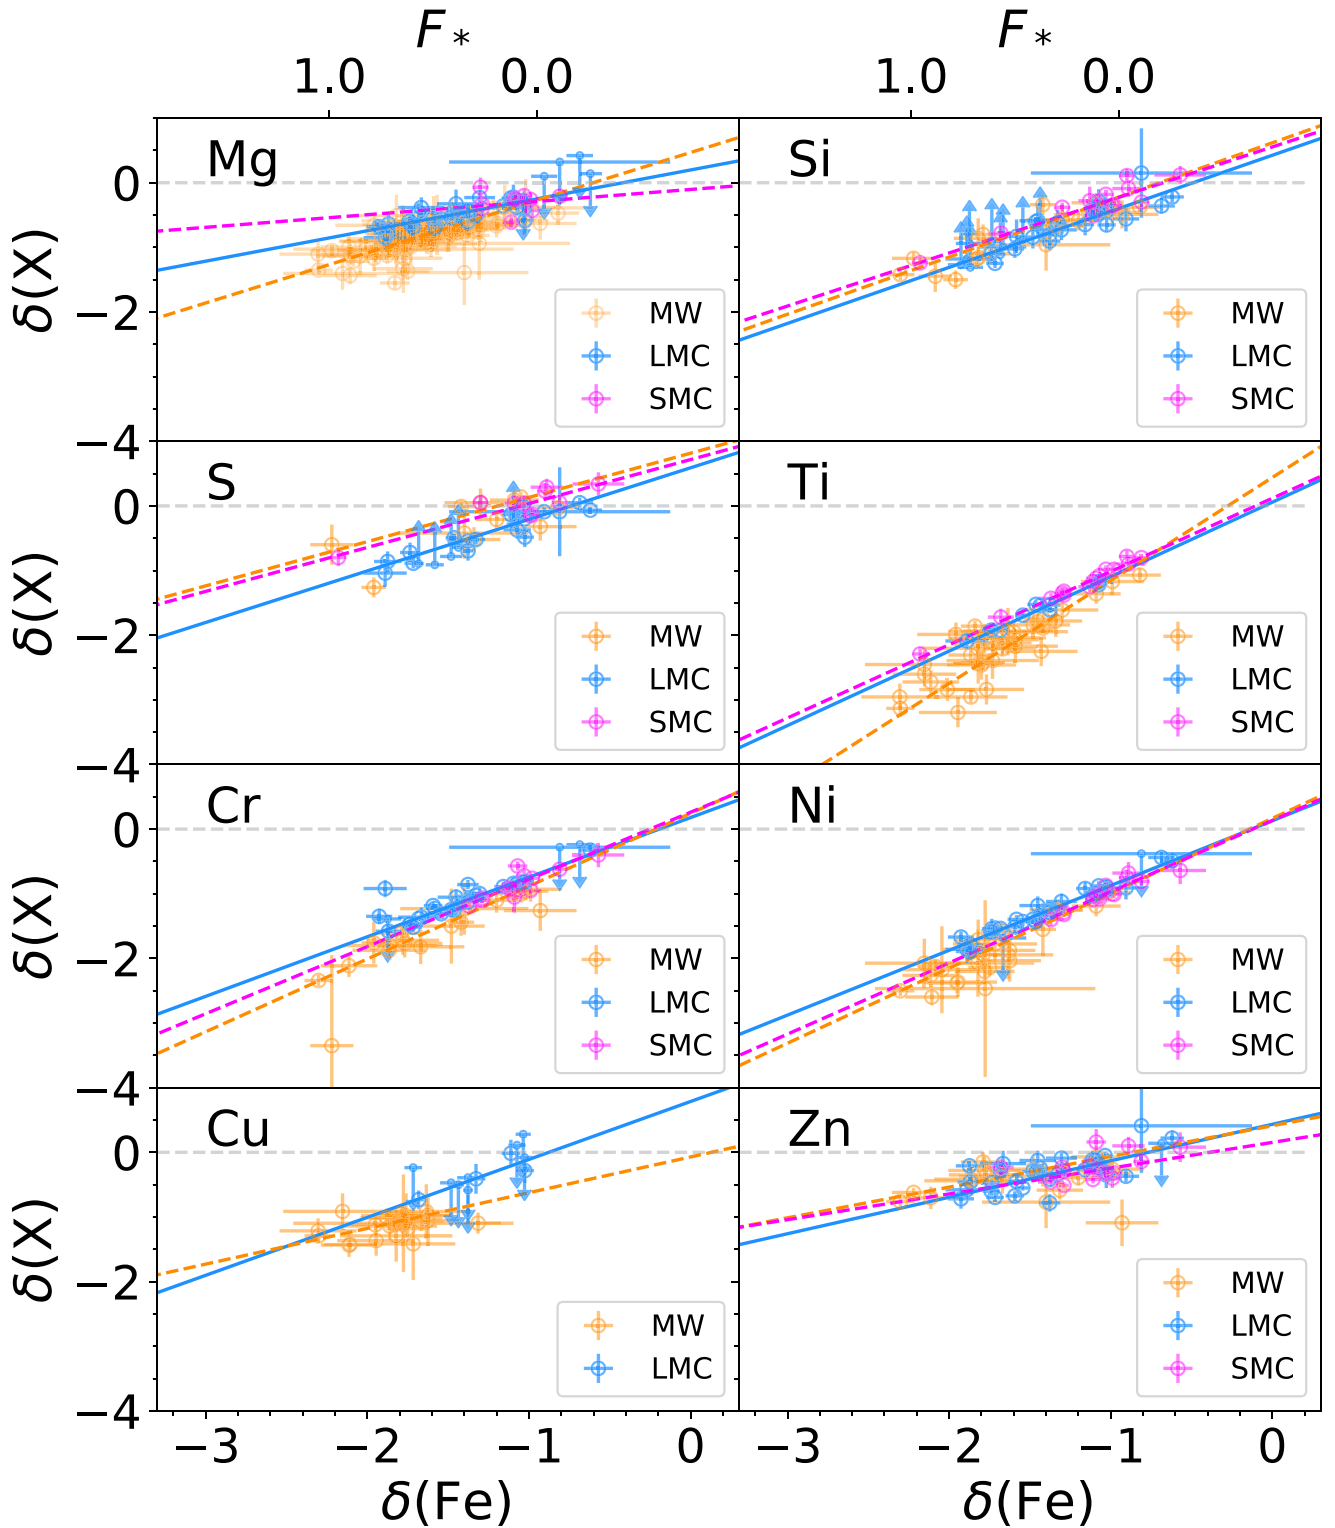 F* F*
1.0 0.0 1.0 0.0
Mg Si
0
δ(X)
−2
MW MW
LMC LMC
SMC SMC
−4
S Ti
0
δ(X)
−2
MW MW
LMC LMC
SMC SMC
−4
Cr Ni
0
δ(X)
−2
MW MW
LMC LMC
SMC SMC
−4
Cu Zn
0
δ(X)
−2
MW
MW LMC
LMC SMC
−4
−3 −2 −1 0 −3 −2 −1 0
δ(Fe) δ(Fe)